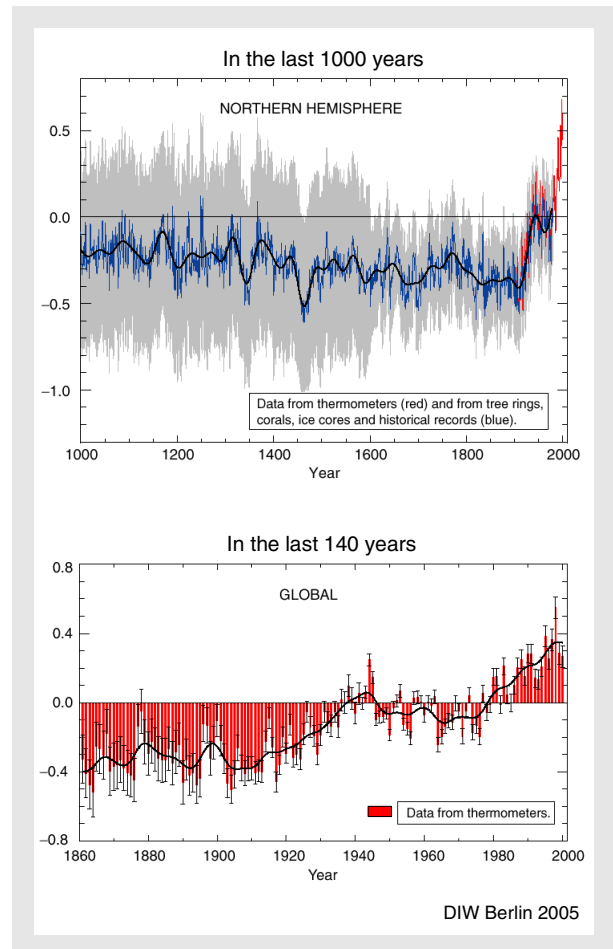 In the last 1000 years
NORTHERN HEMISPHERE
0.5
0.0
−0.5
−1.0
Data from thermometers (red) and from tree rings,
corals, ice cores and historical records (blue).
1000 1200 1400 1600 1800 2000
Year
In the last 140 years
0.8
GLOBAL
0.4
0.0
−0.4
Data from thermometers.
−0.8
1860 1880 1900 1920 1940 1960 1980 2000
Year
DIW Berlin 2005